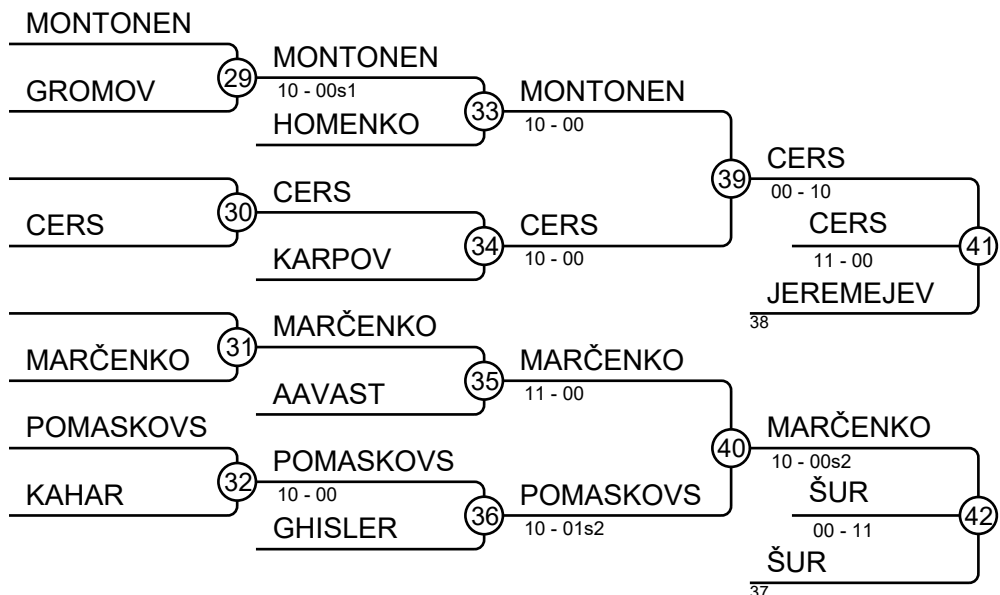 MONTONEN
GROMOV
29
MONTONEN
10 - 00s1
HOMENKO
33
MONTONEN
10 - 00
CERS
30
CERS
KARPOV
34
CERS
10 - 00
39
CERS
00 - 10
CERS
11 - 00
JEREMEJEV
38
41
MARČENKO
31
MARČENKO
AAVAST
35
MARČENKO
11 - 00
POMASKOVS
KAHAR
32
POMASKOVS
10 - 00
GHISLER
36
POMASKOVS
10 - 01s2
40
MARČENKO
10 - 00s2
ŠUR
00 - 11
ŠUR
37
42